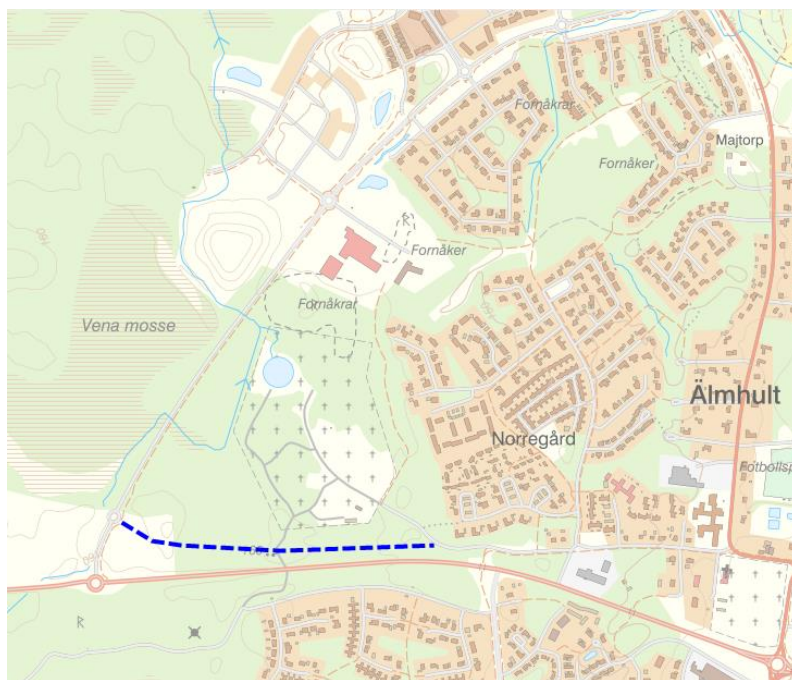 Fornåkrar
Majtorp
Fornåker
Fornåker
Fornåkrar
Vena mosse
Älmhult
Norregård
Fotbollsp
R
R
R